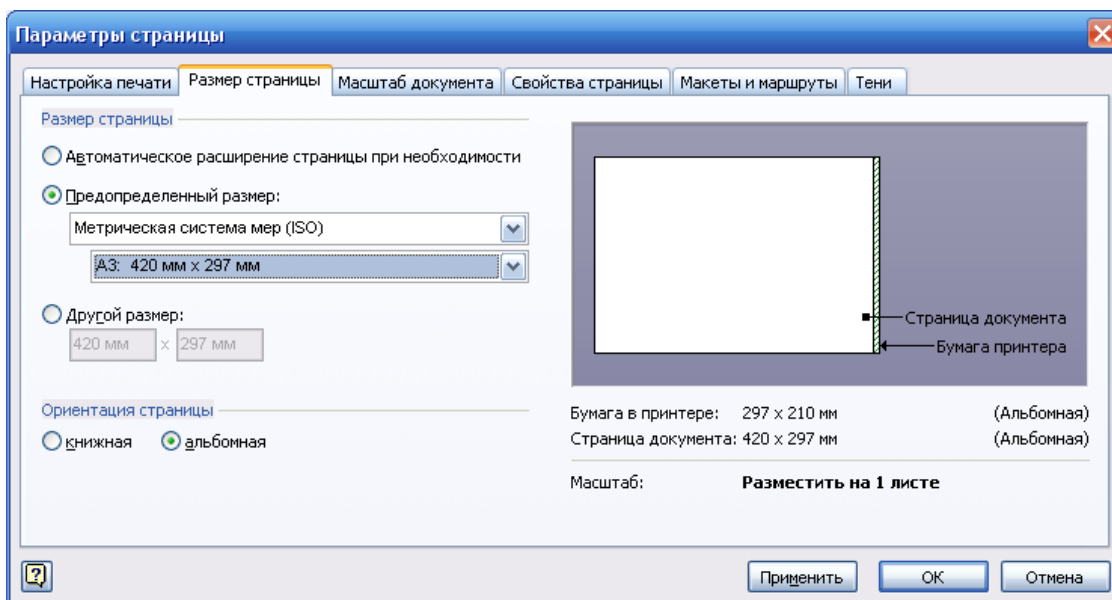 Параметры страницы
Настройка печати Размер страницы Масштаб документа Свойства страницы Макеты и маршруты Тени
Размер страницы
Автоматическое расширение страницы при необходимости
Предопределенный размер:
Метрическая система мер (ISO)
A3: 420 мм x 297 мм
Другой размер:
420 мм x 297 мм
Ориентация страницы
книжная альбомная
Страница документа
Бумага принтера
Бумага в принтере: 297 x 210 мм (Альбомная)
Страница документа: 420 x 297 мм (Альбомная)
Масштаб: Разместить на 1 листе
Применить ОК Отмена